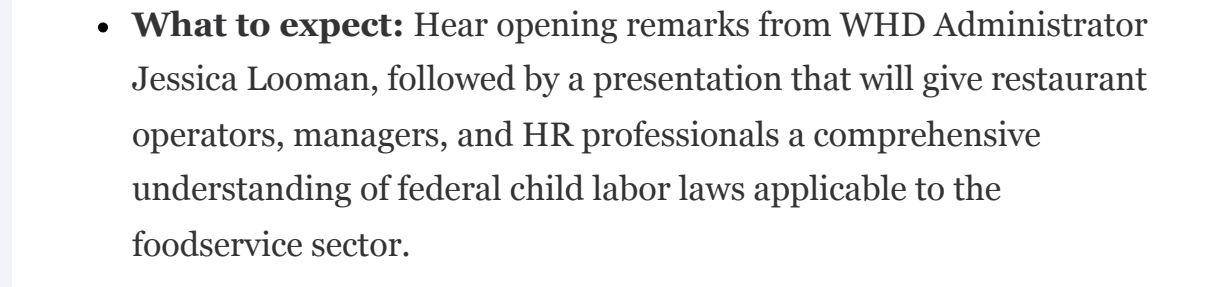 • What to expect: Hear opening remarks from WHD Administrator
Jessica Looman, followed by a presentation that will give restaurant
operators, managers, and HR professionals a comprehensive
understanding of federal child labor laws applicable to the
foodservice sector.